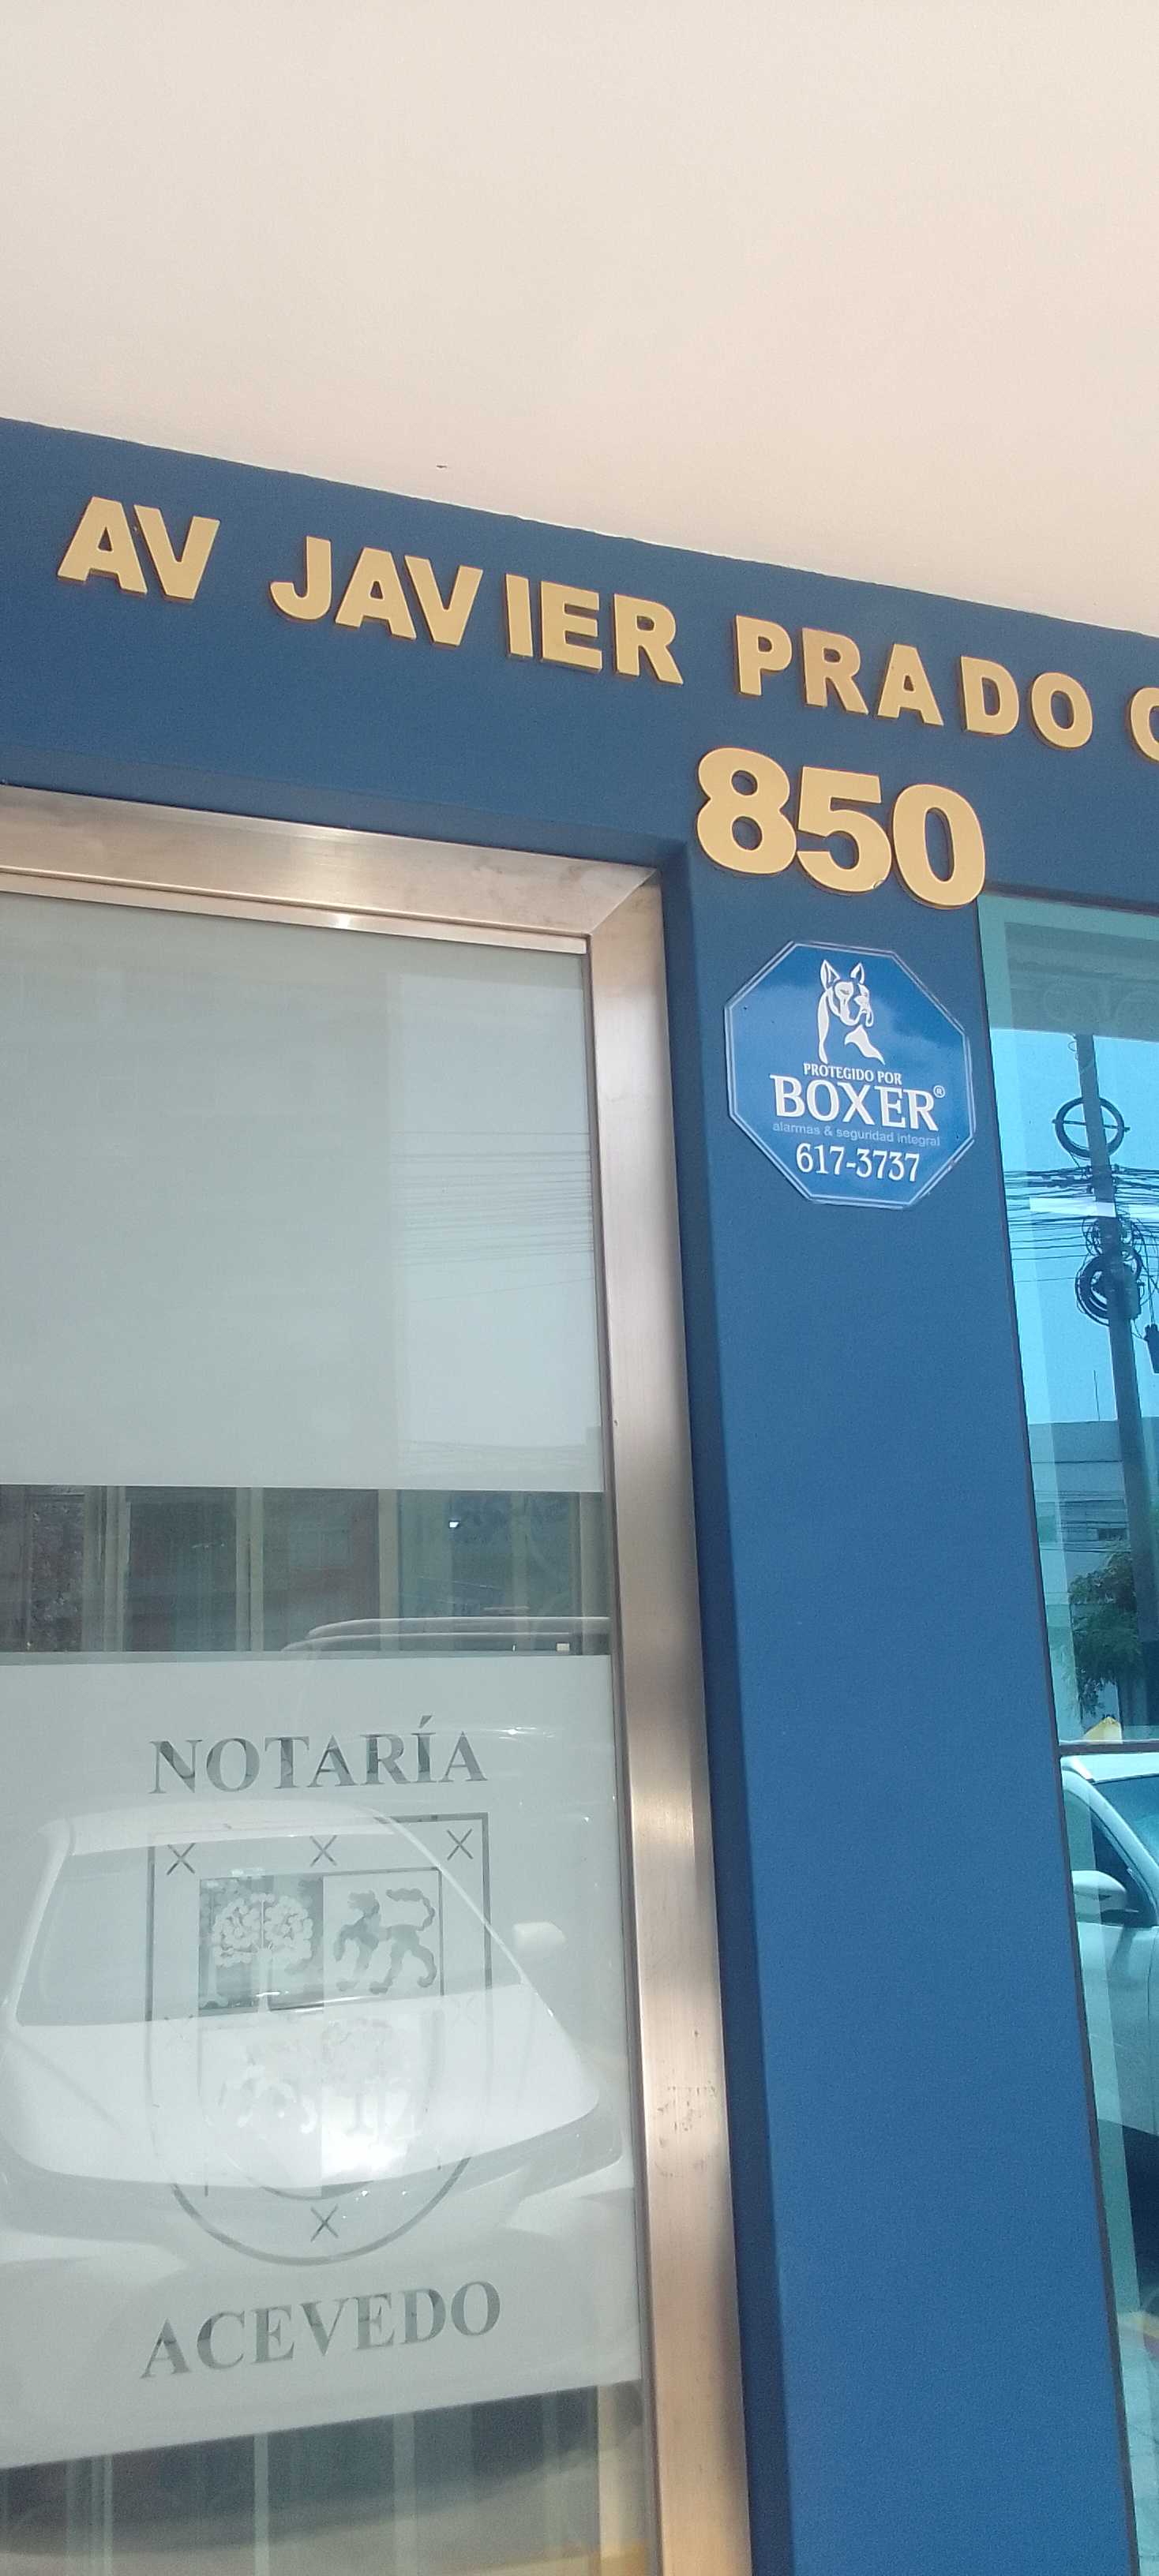 AV JAVIER PRADO
850
PROTEGIDO POR
BOXER®
alarmas & seguridad integral
617-3737
NOTARÍA
ACEVEDO